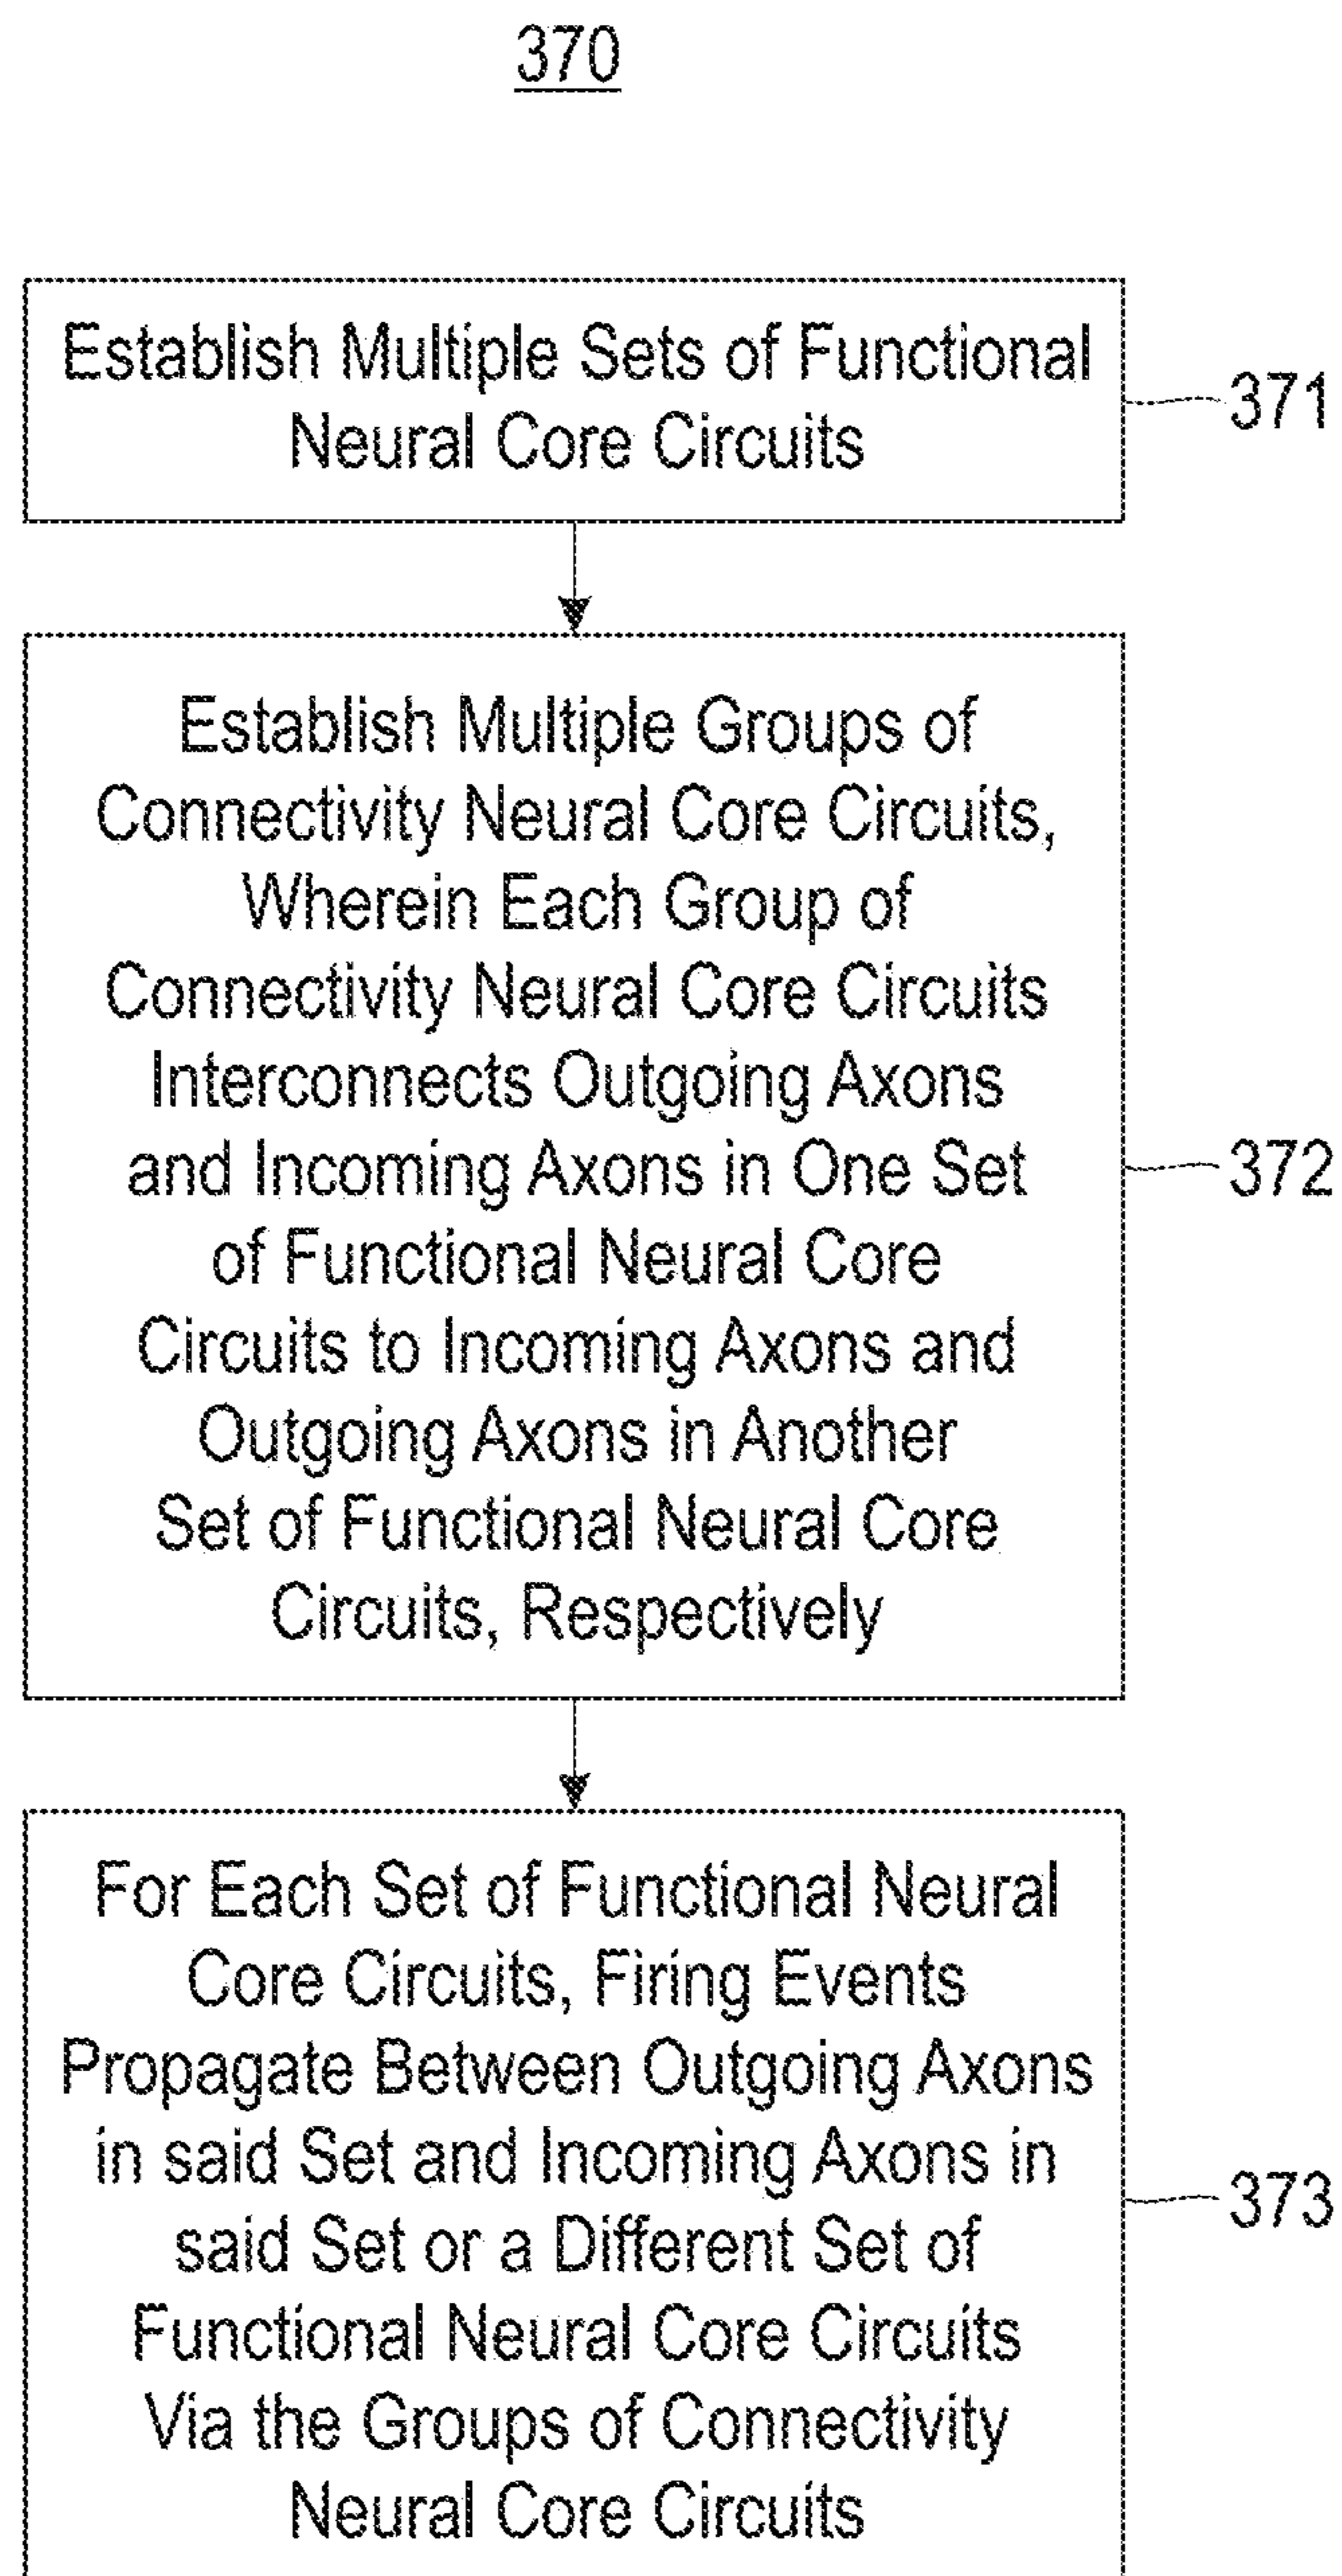 370
Establish Multiple Sets of Functional
Neural Core Circuits
371
Establish Multiple Groups of
Connectivity Neural Core Circuits,
Wherein Each Group of
Connectivity Neural Core Circuits
Interconnects Outgoing Axons
and Incoming Axons in One Set
of Functional Neural Core
Circuits to Incoming Axons and
Outgoing Axons in Another
Set of Functional Neural Core
Circuits, Respectively
372
For Each Set of Functional Neural
Core Circuits, Firing Events
Propagate Between Outgoing Axons
in said Set and Incoming Axons in
said Set or a Different Set of
Functional Neural Core Circuits
Via the Groups of Connectivity
Neural Core Circuits
373